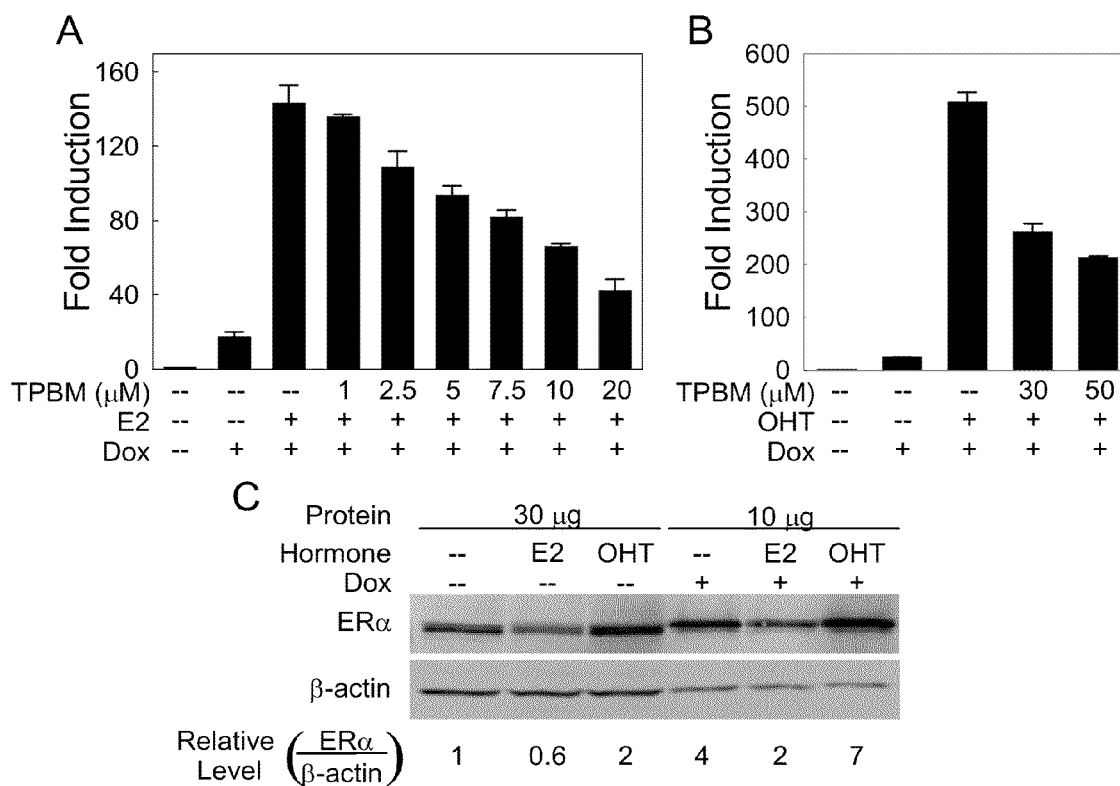 A
Fold Induction
160
120
80
40
0
TPBM (μM) -- -- -- 1 2.5 5 7.5 10 20
E2 -- -- + + + + + + +
Dox -- + + + + + + + +
B
Fold Induction
600
500
400
300
200
100
0
TPBM (μM) -- -- -- 30 50
OHT -- -- + + +
Dox -- + + + +
C
Protein 30 μg 10 μg
Hormone -- E2 OHT -- E2 OHT
Dox -- -- -- + + +
ERα
β-actin
Relative Level (ERα/β-actin) 1 0.6 2 4 2 7